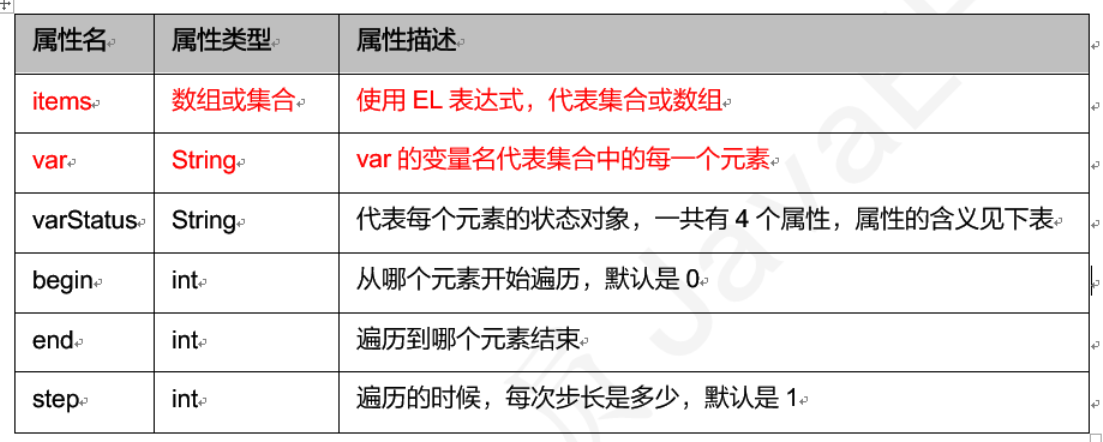 属性名 属性类型 属性描述
items 数组或集合 使用 EL 表达式，代表集合或数组
var String var 的变量名代表集合中的每一个元素
varStatus String 代表每个元素的状态对象，一共有 4 个属性，属性的含义见下表
begin int 从哪个元素开始遍历，默认是 0
end int 遍历到哪个元素结束
step int 遍历的时候，每次步长是多少，默认是 1